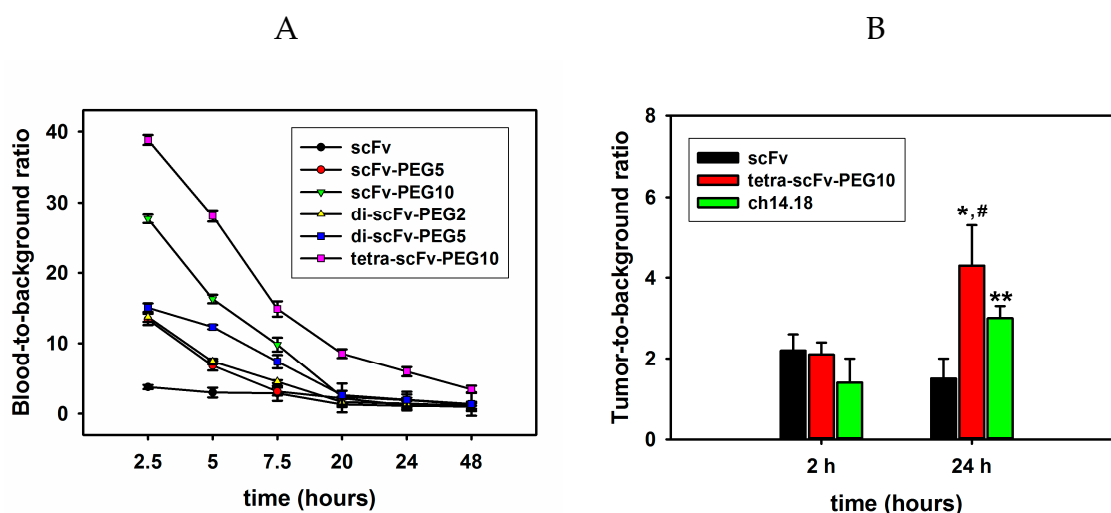 A
Blood-to-background ratio
40
30
20
10
0
scFv
scFv-PEG5
scFv-PEG10
di-scFv-PEG2
di-scFv-PEG5
tetra-scFv-PEG10
2.5 5 7.5 20 24 48
time (hours)
B
Tumor-to-background ratio
8
6
4
2
0
scFv
tetra-scFv-PEG10
ch14.18
*,#
**
2 h 24 h
time (hours)